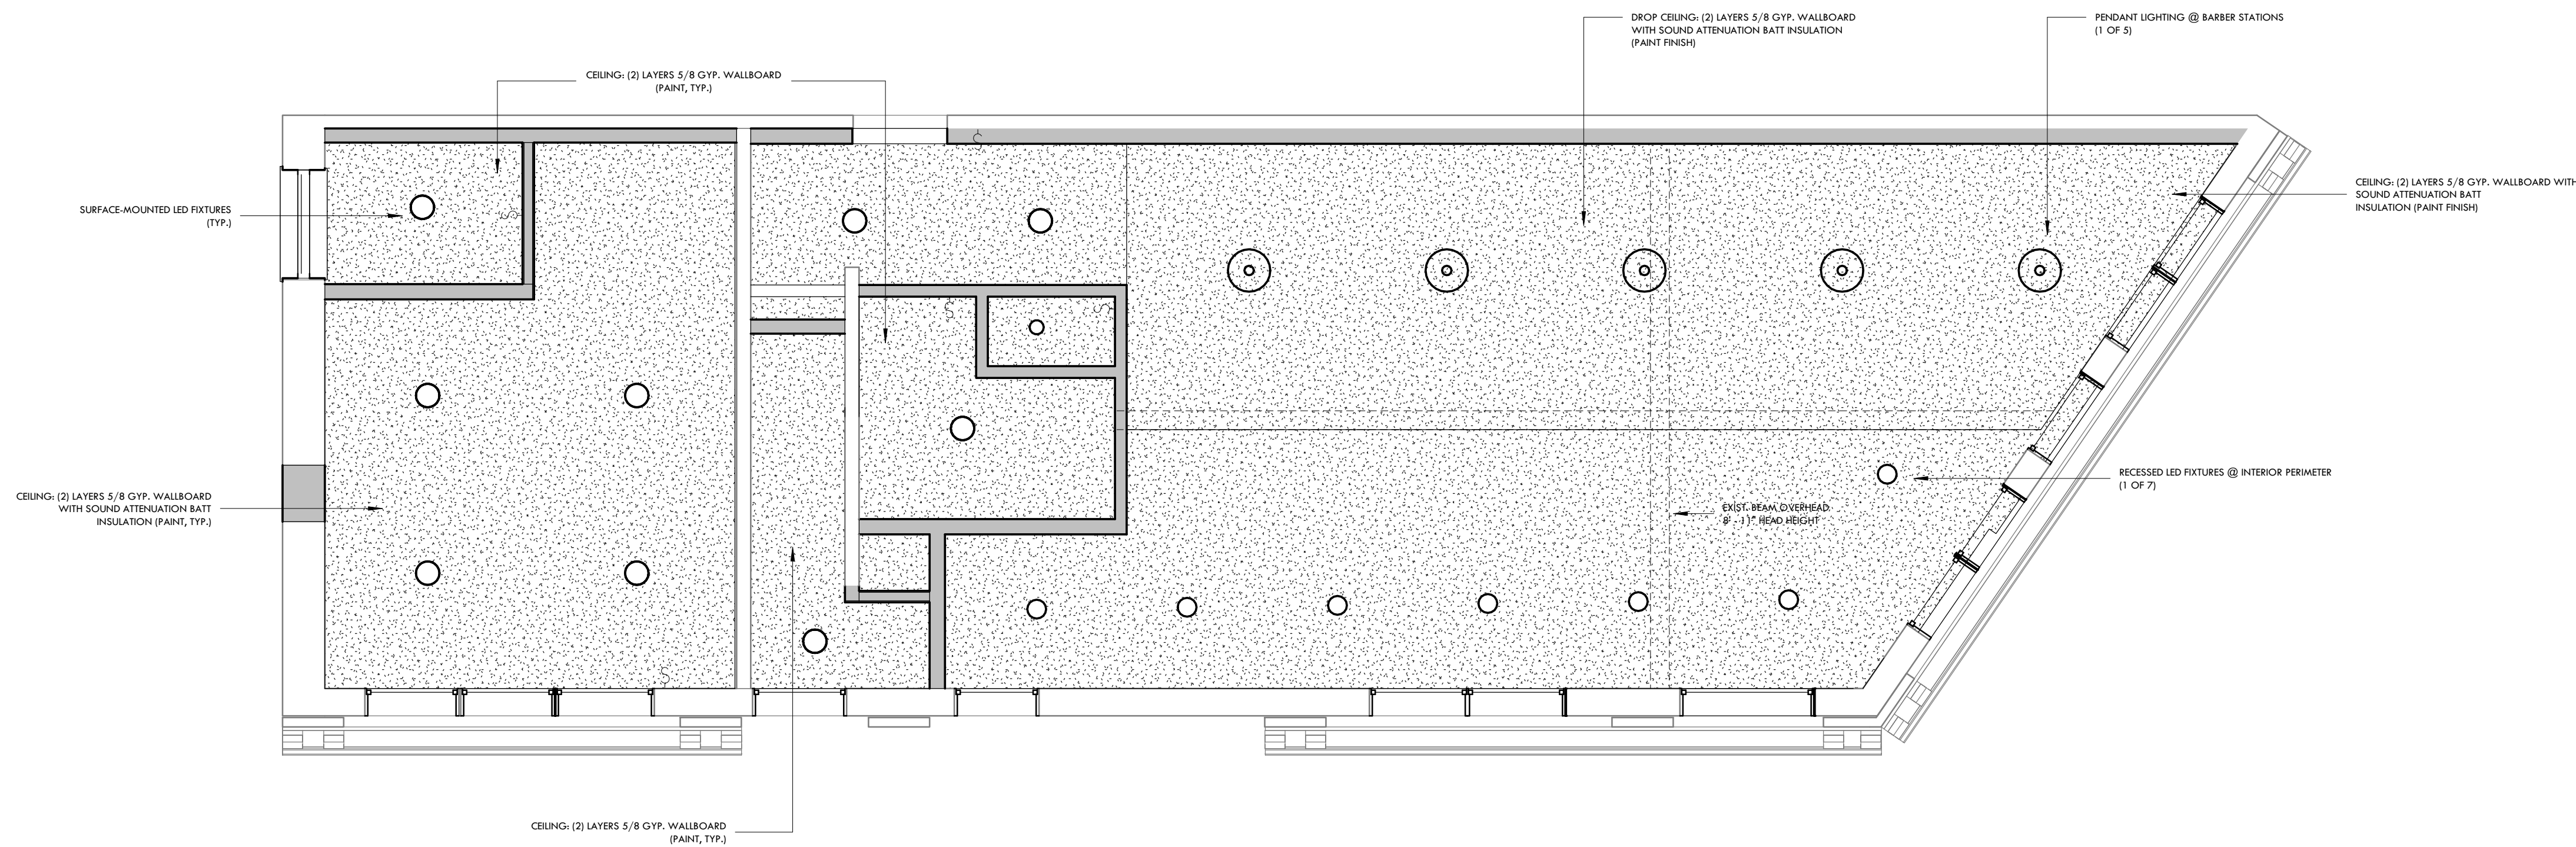 DROP CEILING: (2) LAYERS 5/8 GYP. WALLBOARD
WITH SOUND ATTENUATION BATT INSULATION
(PAINT FINISH)
PENDANT LIGHTING @ BARBER STATIONS
(1 OF 5)
CEILING: (2) LAYERS 5/8 GYP. WALLBOARD
(PAINT, TYP.)
CEILING: (2) LAYERS 5/8 GYP. WALLBOARD WITH
SOUND ATTENUATION BATT
INSULATION (PAINT FINISH)
SURFACE-MOUNTED LED FIXTURES
(TYP.)
$
$
$
$
$
RECESSED LED FIXTURES @ INTERIOR PERIMETER
(1 OF 7)
CEILING: (2) LAYERS 5/8 GYP. WALLBOARD
WITH SOUND ATTENUATION BATT
INSULATION (PAINT, TYP.)
EXIST. BEAM OVERHEAD
8' - 11" HEAD HEIGHT
CEILING: (2) LAYERS 5/8 GYP. WALLBOARD
(PAINT, TYP.)